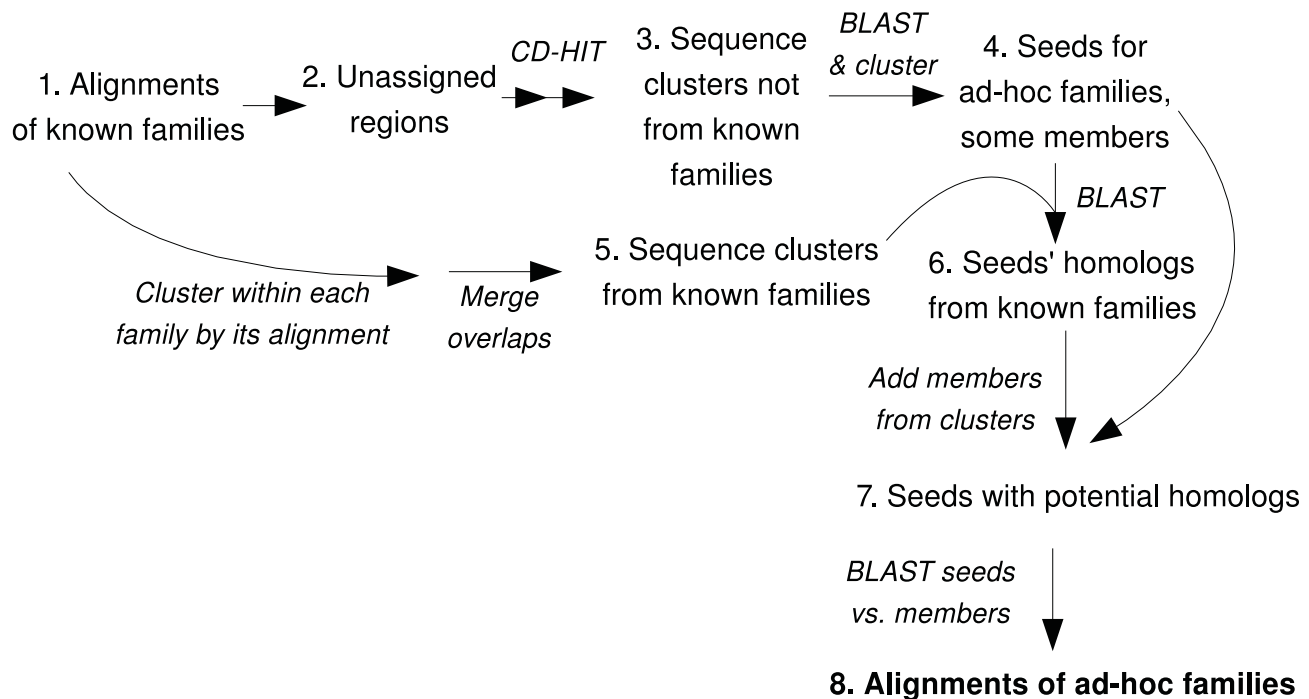 1. Alignments
of known families
2. Unassigned
regions
CD-HIT
3. Sequence
clusters not
from known
families
BLAST
& cluster
4. Seeds for
ad-hoc families,
some members
Cluster within each
family by its alignment
Merge
overlaps
5. Sequence clusters
from known families
BLAST
6. Seeds' homologs
from known families
Add members
from clusters
7. Seeds with potential homologs
BLAST seeds
vs. members
8. Alignments of ad-hoc families